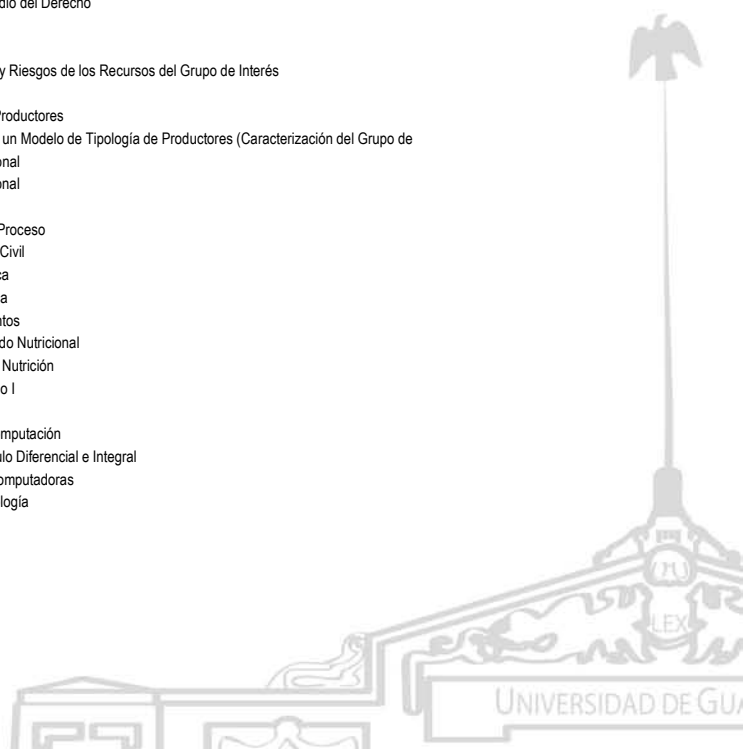 dio del Derecho
y Riesgos de los Recursos del Grupo de Interés
Productores
un Modelo de Tipología de Productores (Caracterización del Grupo de
onal
onal
Proceso
Civil
ca
a
ntos
do Nutricional
Nutrición
o I
mputación
ulo Diferencial e Integral
omputadoras
logía
LEX
UNIVERSIDAD DE GUA